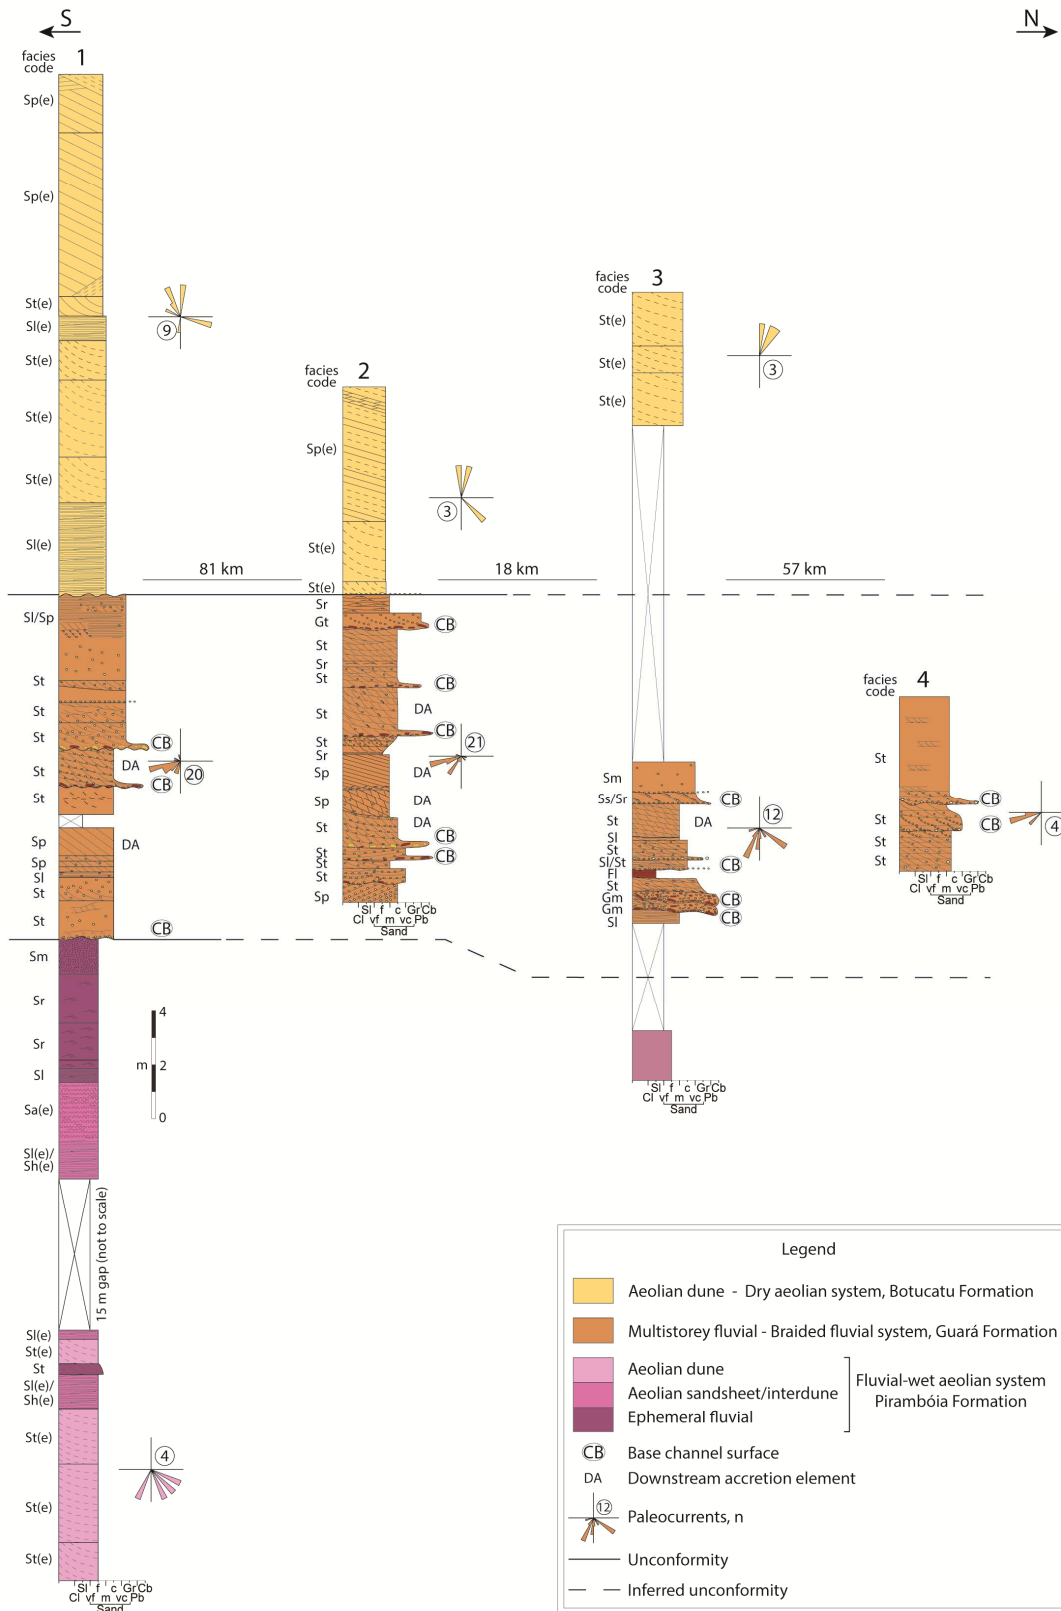 S
N
facies
code
1
Sp(e)
Sp(e)
St(e)
Sl(e)
St(e)
St(e)
St(e)
Sl(e)
9
81 km
Sl/Sp
St
St
St
CB
St
DA
20
CB
St
Sp
DA
Sp
Sl
St
St
CB
Sm
Sr
Sr
Sl
Sa(e)
Sl(e)/
Sh(e)
15 m gap (not to scale)
Sl(e)
St(e)
St
Sl(e)/
Sh(e)
St(e)
4
St(e)
St(e)
Sl f c Gr Cb
Cl vf m vc Pb
Sand
4
m 2
0
facies
code
2
Sp(e)
3
St(e)
St(e)
18 km
Sr
Gt
CB
St
Sr
St
CB
DA
St
CB
St
21
Sr
Sp
DA
Sp
DA
DA
St
CB
St
CB
St
St
Sp
Sl f c Gr Cb
Cl vf m vc Pb
Sand
facies
code
3
St(e)
St(e)
3
St(e)
57 km
Sm
Ss/Sr
CB
St
DA
12
Sl
St
Sl/St
CB
Fl
St
Gm
CB
Gm
CB
Sl
Sl f c Gr Cb
Cl vf m vc Pb
Sand
facies
code
4
St
CB
St
CB
4
St
St
Sl f c Gr Cb
Cl vf m vc Pb
Sand
Legend
Aeolian dune - Dry aeolian system, Botucatu Formation
Multistorey fluvial - Braided fluvial system, Guará Formation
Aeolian dune
Aeolian sandsheet/interdune
Ephemeral fluvial
Fluvial-wet aeolian system
Pirambóia Formation
CB Base channel surface
DA Downstream accretion element
12 Paleocurrents, n
Unconformity
Inferred unconformity